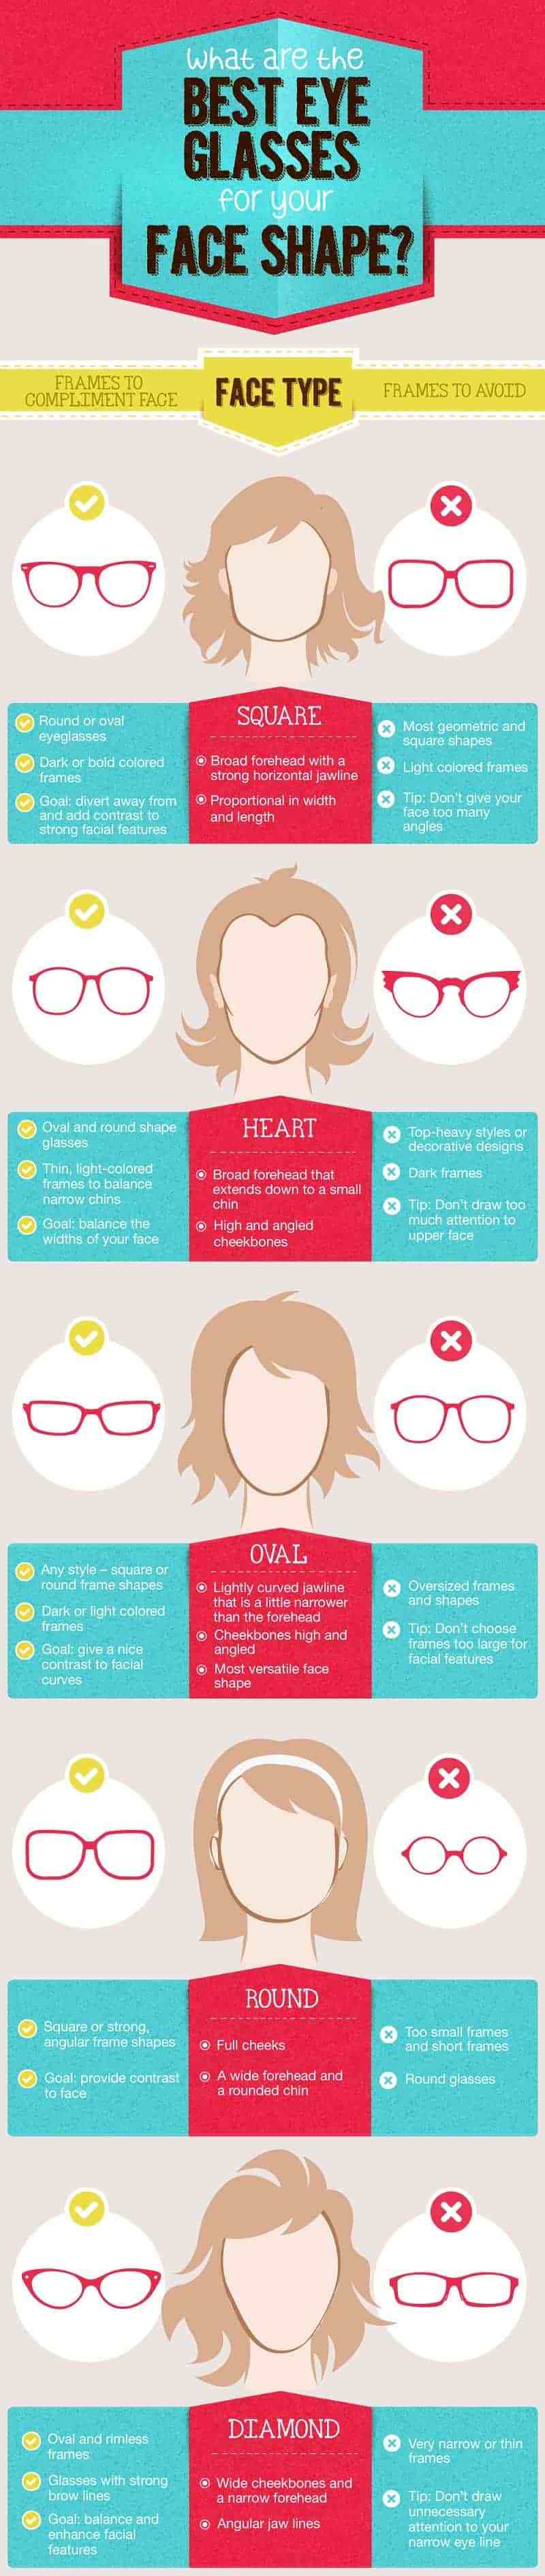 what are the
BEST EYE
GLASSES
for your
FACE SHAPE?
FRAMES TO
COMPLIMENT FACE
FACE TYPE
FRAMES TO AVOID
SQUARE
Round or oval
eyeglasses
Dark or bold colored
frames
Goal: divert away from
and add contrast to
strong facial features
Broad forehead with a
strong horizontal jawline
Proportional in width
and length
Most geometric and
square shapes
Light colored frames
Tip: Don't give your
face too many
angles
HEART
Oval and round shape
glasses
Thin, light-colored
frames to balance
narrow chins
Goal: balance the
widths of your face
Broad forehead that
extends down to a small
chin
High and angled
cheekbones
Top-heavy styles or
decorative designs
Dark frames
Tip: Don't draw too
much attention to
upper face
OVAL
Any style – square or
round frame shapes
Dark or light colored
frames
Goal: give a nice
contrast to facial
curves
Lightly curved jawline
that is a little narrower
than the forehead
Cheekbones high and
angled
Most versatile face
shape
Oversized frames
and shapes
Tip: Don't choose
frames too large for
facial features
ROUND
Square or strong,
angular frame shapes
Goal: provide contrast
to face
Full cheeks
A wide forehead and
a rounded chin
Too small frames
and short frames
Round glasses
DIAMOND
Oval and rimless
frames
Glasses with strong
brow lines
Goal: balance and
enhance facial
features
Wide cheekbones and
a narrow forehead
Angular jaw lines
Very narrow or thin
frames
Tip: Don't draw
unnecessary
attention to your
narrow eye line